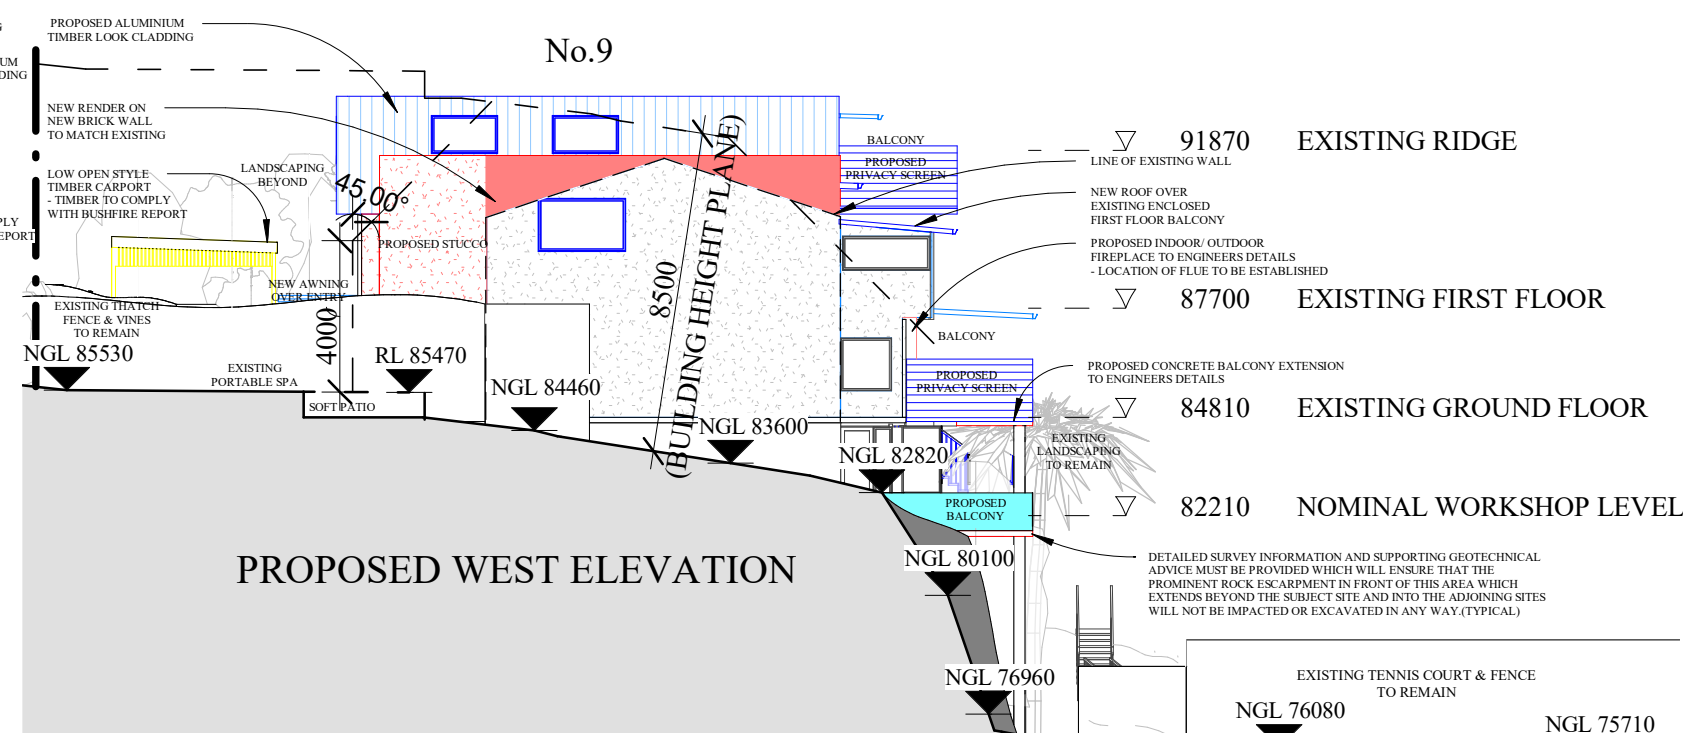 PROPOSED ALUMINIUM
TIMBER LOOK CLADDING
No.9
UM
DING
NEW RENDER ON
NEW BRICK WALL
TO MATCH EXISTING
LANDSCAPING
BEYOND
LOW OPEN STYLE
TIMBER CARPORT
- TIMBER TO COMPLY
WITH BUSHFIRE REPORT
PLY
EPORT
45.00°
PROPOSED STUCCO
NEW AWNING
OVER ENTRY
EXISTING THATCH
FENCE & VINES
TO REMAIN
NGL 85530
EXISTING
PORTABLE SPA
4000
RL 85470
SOFT PATIO
NGL 84460
8500
(BUILDING HEIGHT PLANE)
NGL 83600
NGL 82820
BALCONY
PROPOSED
PRIVACY SCREEN
91870 EXISTING RIDGE
LINE OF EXISTING WALL
NEW ROOF OVER
EXISTING ENCLOSED
FIRST FLOOR BALCONY
PROPOSED INDOOR/ OUTDOOR
FIREPLACE TO ENGINEERS DETAILS
- LOCATION OF FLUE TO BE ESTABLISHED
87700 EXISTING FIRST FLOOR
BALCONY
PROPOSED
PRIVACY SCREEN
PROPOSED CONCRETE BALCONY EXTENSION
TO ENGINEERS DETAILS
84810 EXISTING GROUND FLOOR
EXISTING
LANDSCAPING
TO REMAIN
PROPOSED
BALCONY
82210 NOMINAL WORKSHOP LEVEL
PROPOSED WEST ELEVATION
NGL 80100
DETAILED SURVEY INFORMATION AND SUPPORTING GEOTECHNICAL
ADVICE MUST BE PROVIDED WHICH WILL ENSURE THAT THE
PROMINENT ROCK ESCARPMENT IN FRONT OF THIS AREA WHICH
EXTENDS BEYOND THE SUBJECT SITE AND INTO THE ADJOINING SITES
WILL NOT BE IMPACTED OR EXCAVATED IN ANY WAY.(TYPICAL)
NGL 76960
EXISTING TENNIS COURT & FENCE
TO REMAIN
NGL 76080
NGL 75710